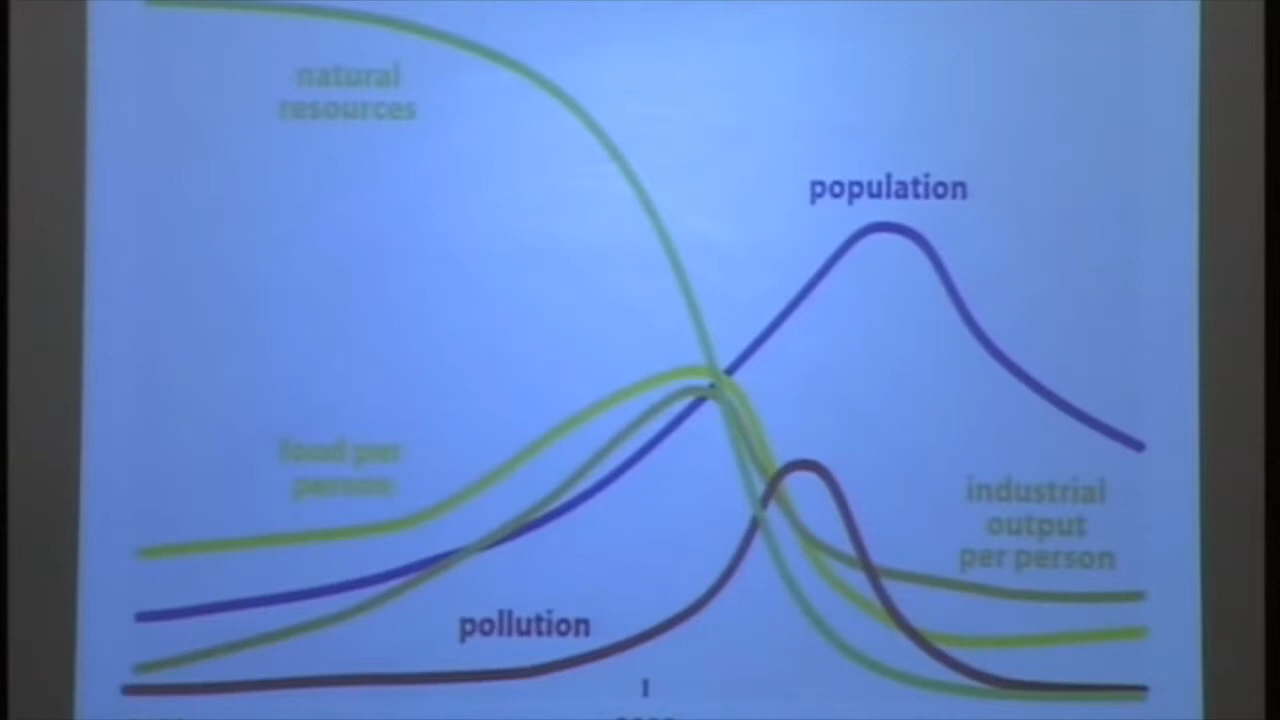 natural
resources
population
food per
person
industrial
output
per person
pollution